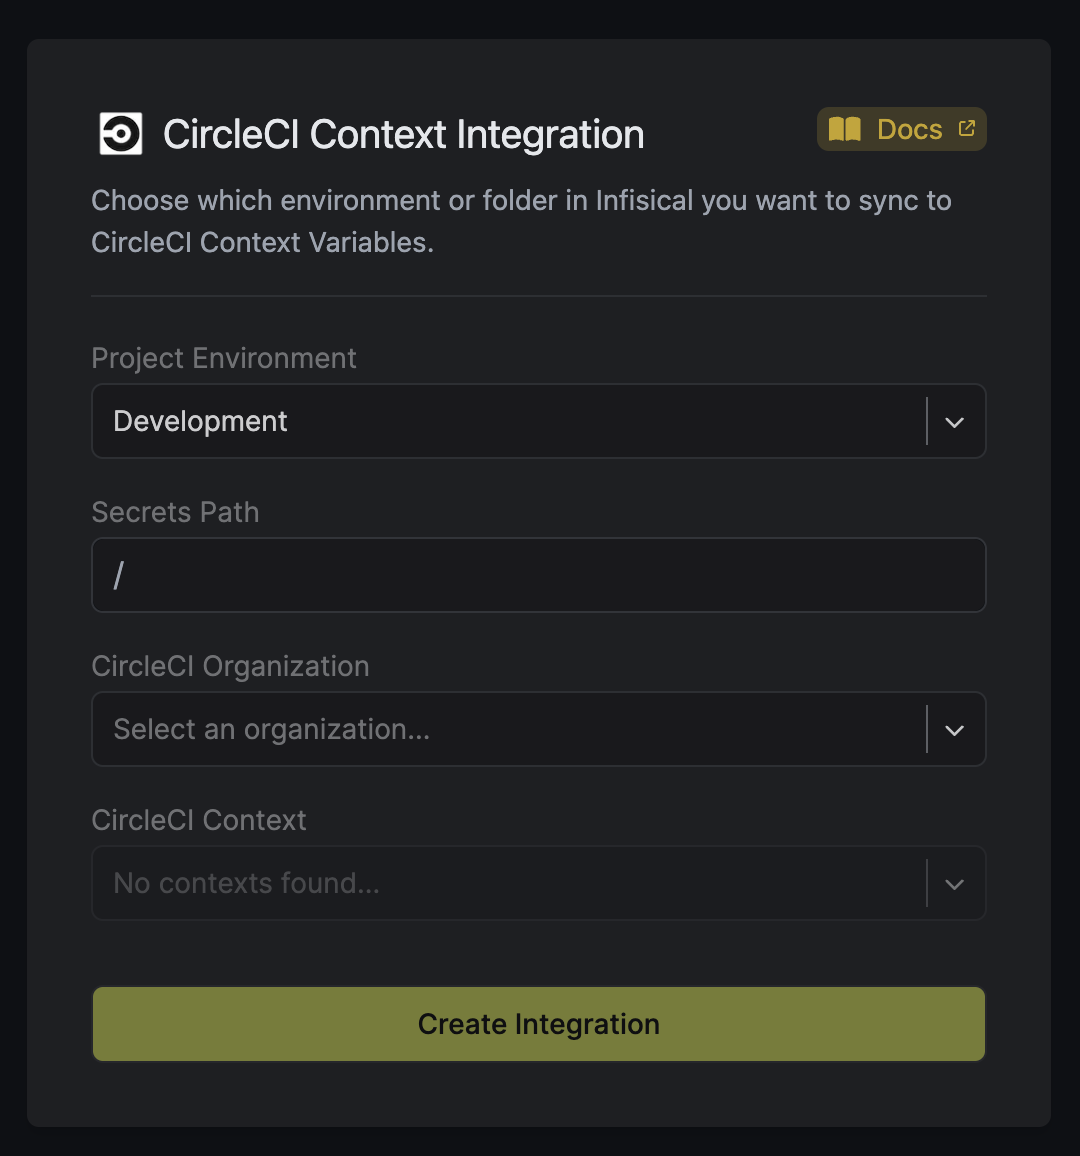 CircleCI Context Integration
Docs
Choose which environment or folder in Infisical you want to sync to
CircleCI Context Variables.
Project Environment
Development
Secrets Path
/
CircleCI Organization
Select an organization...
CircleCI Context
No contexts found...
Create Integration